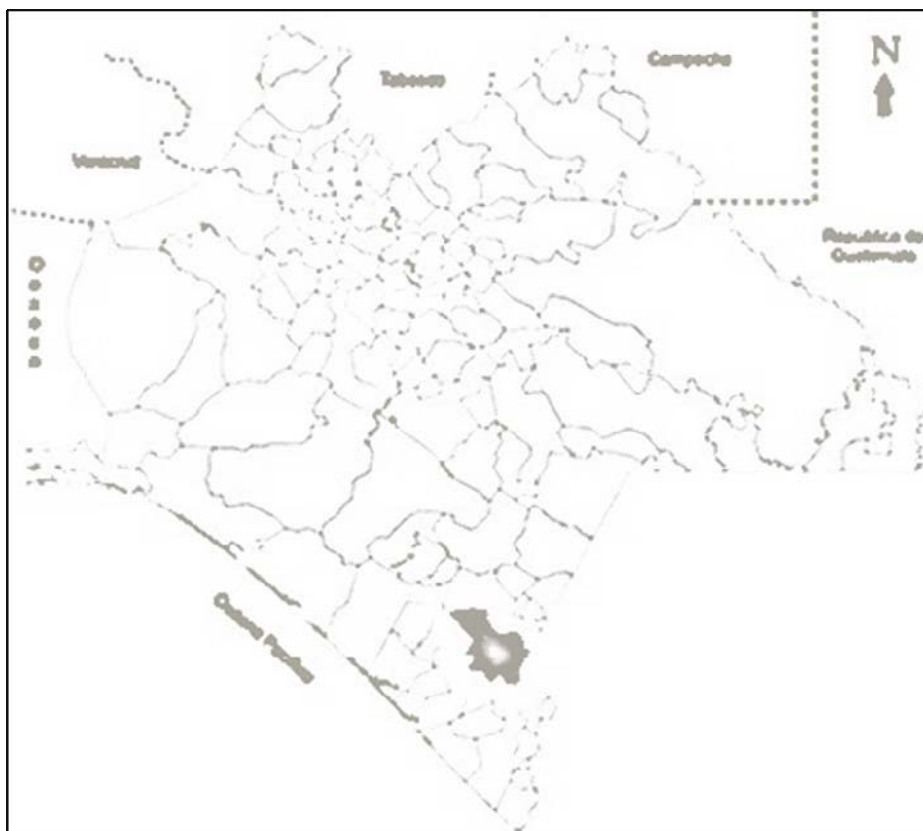 Campeche
N
Tabasco
Veracruz
República de
Guatemala
Oaxaca
Océano Pacífico